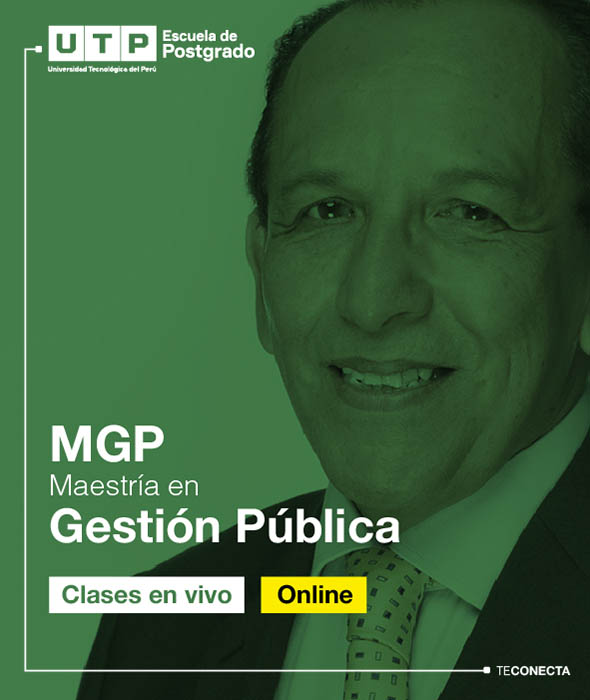 UTP
Universidad Tecnológica del Perú
Escuela de
Postgrado
MGP
Maestría en
Gestión Pública
Clases en vivo
Online
TECONECTA